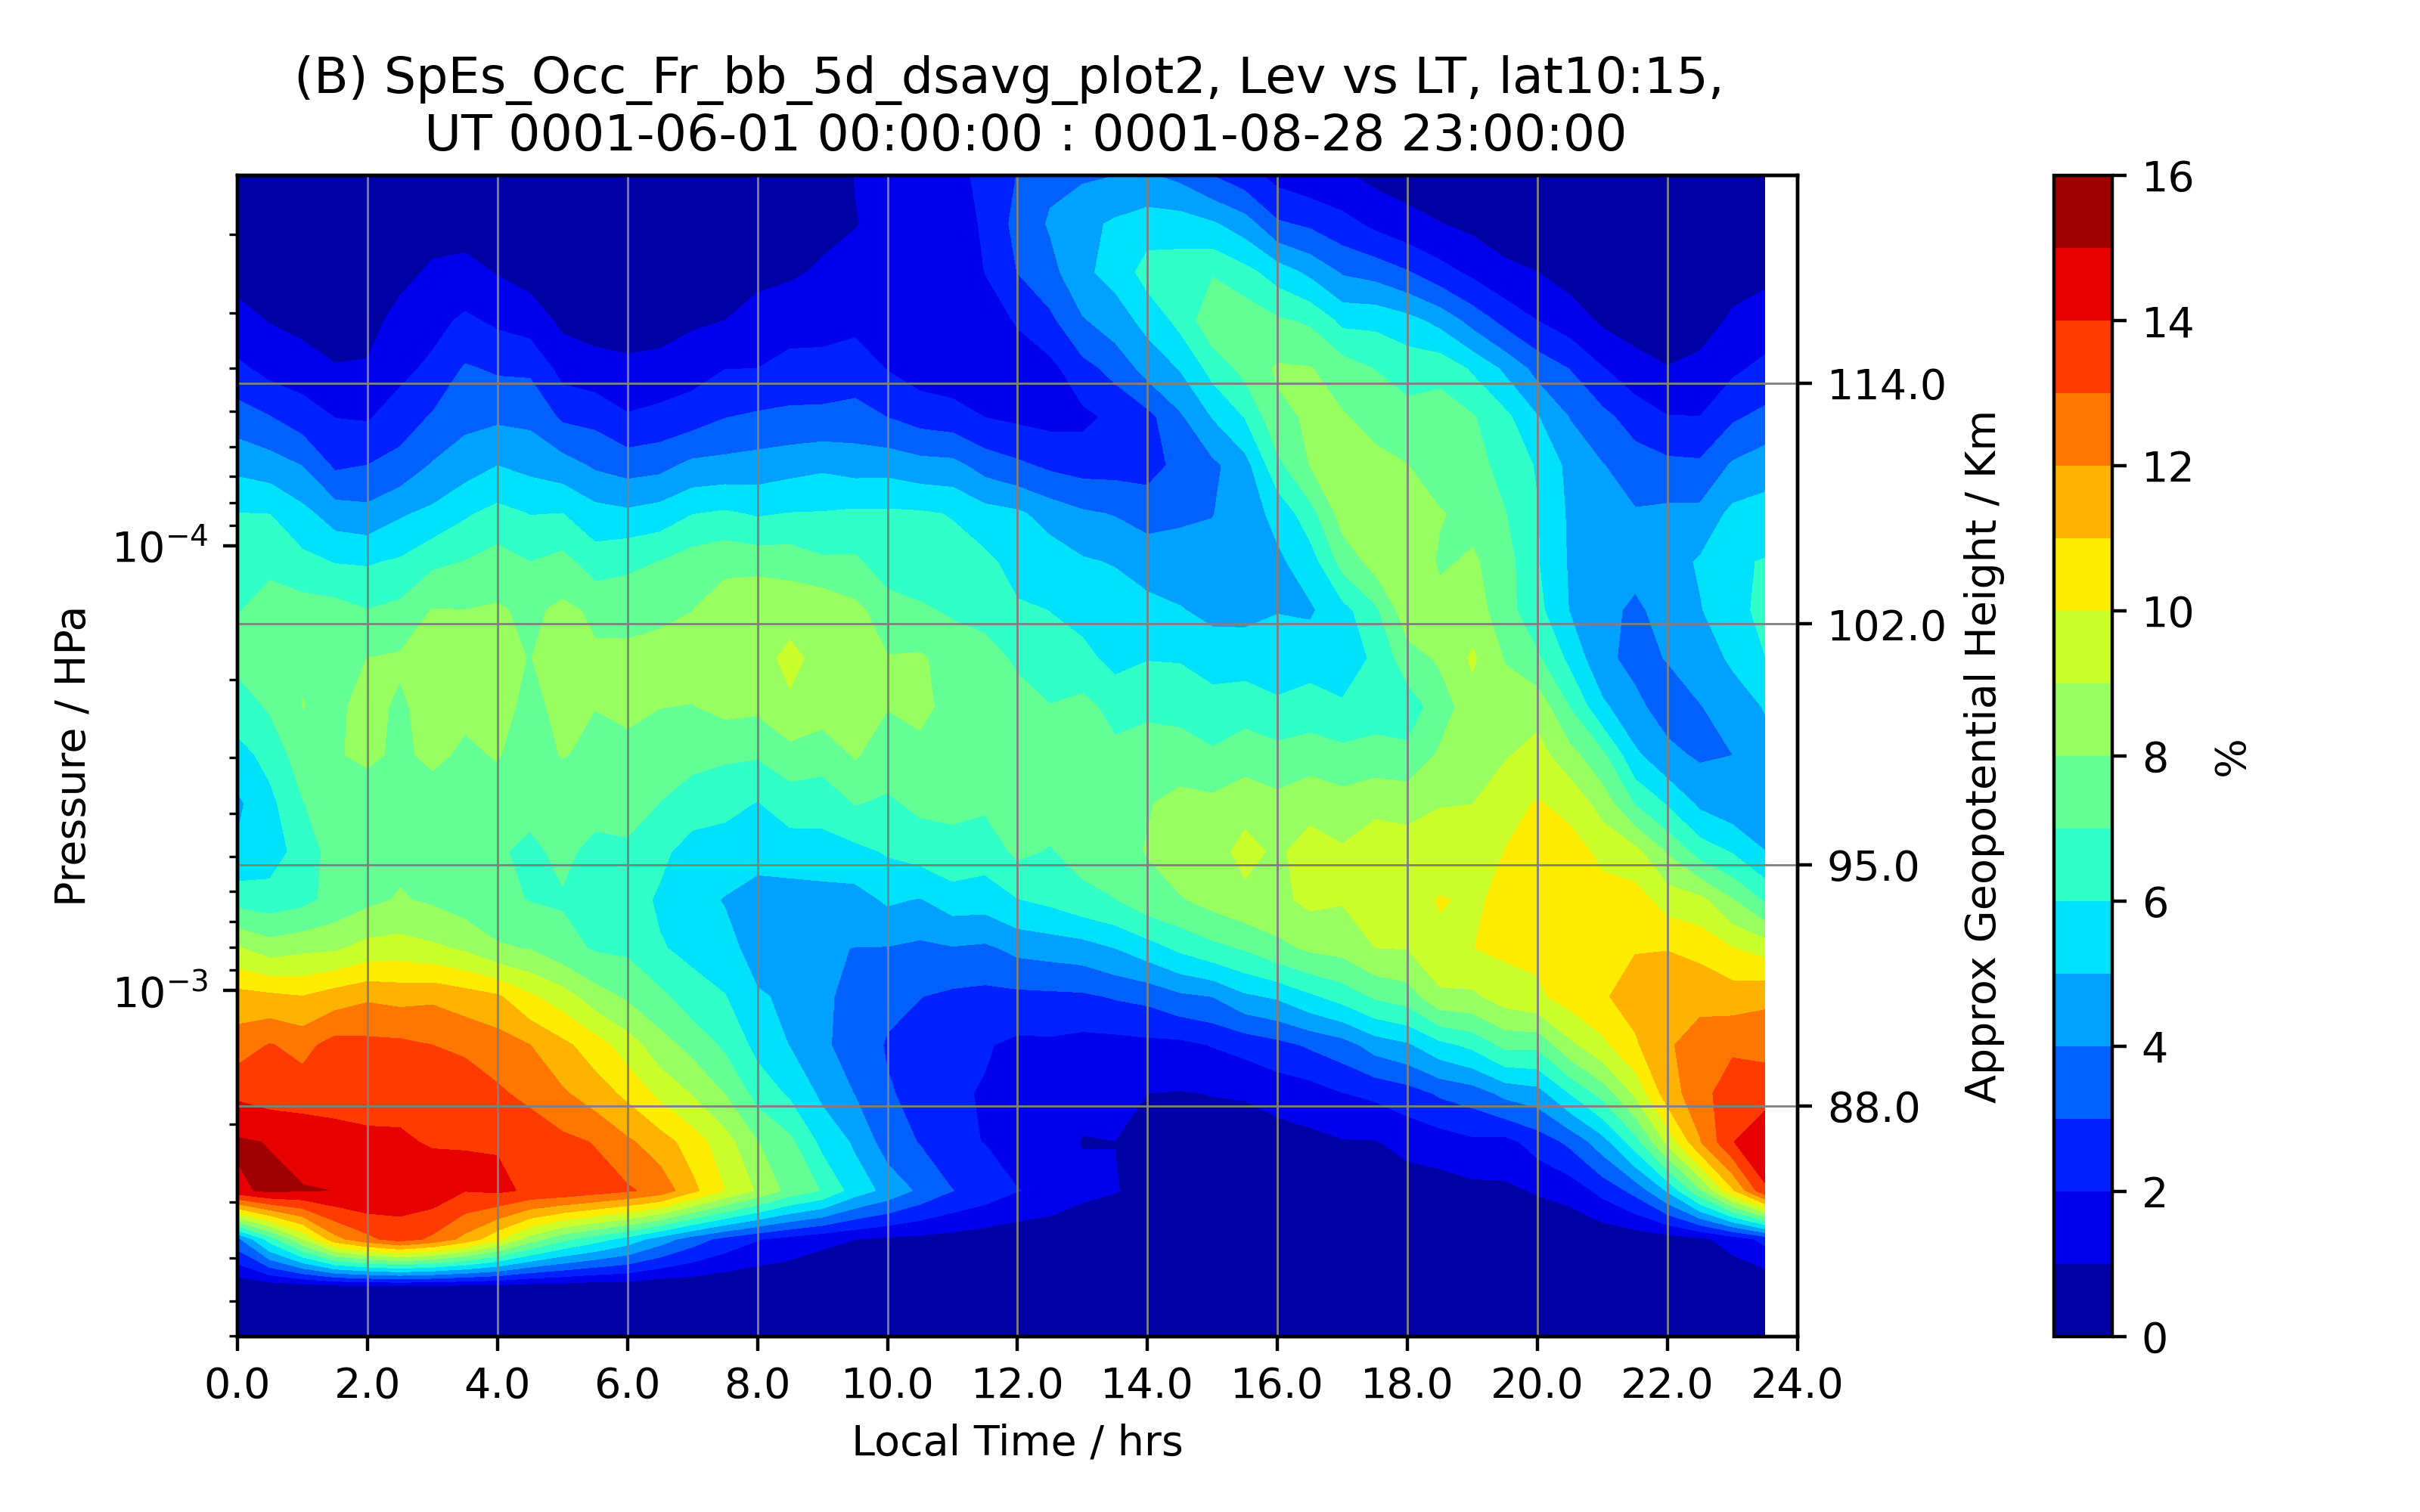 (B) SpEs_Occ_Fr_bb_5d_dsavg_plot2, Lev vs LT, lat10:15,
UT 0001-06-01 00:00:00 : 0001-08-28 23:00:00
Pressure / HPa
10⁻⁴
10⁻³
0.0 2.0 4.0 6.0 8.0 10.0 12.0 14.0 16.0 18.0 20.0 22.0 24.0
Local Time / hrs
114.0
102.0
95.0
88.0
Approx Geopotential Height / Km
16
14
12
10
8
6
4
2
0
%